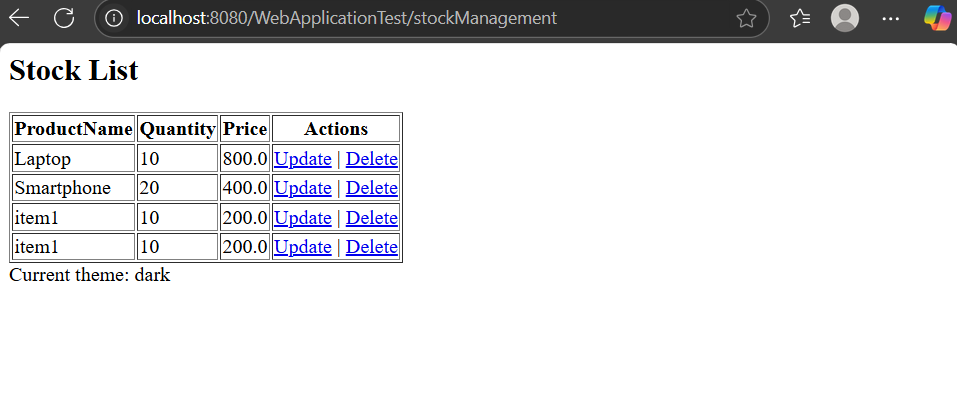 localhost:8080/WebApplicationTest/stockManagement
Stock List
ProductName Quantity Price Actions
Laptop 10 800.0 Update | Delete
Smartphone 20 400.0 Update | Delete
item1 10 200.0 Update | Delete
item1 10 200.0 Update | Delete
Current theme: dark